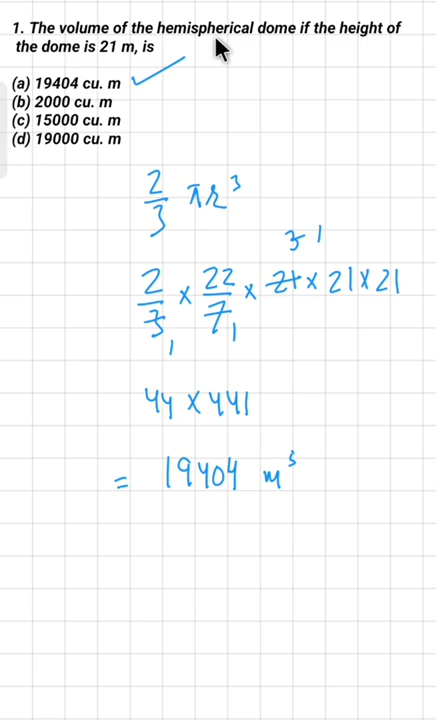 1. The volume of the hemispherical dome if the height of
the dome is 21 m, is
(a) 19404 cu. m
(b) 2000 cu. m
(c) 15000 cu. m
(d) 19000 cu. m
2/3 πr³
3 1
2/3 × 22/7 × 21 × 21 × 21
1 1
44 × 441
= 19404 m³